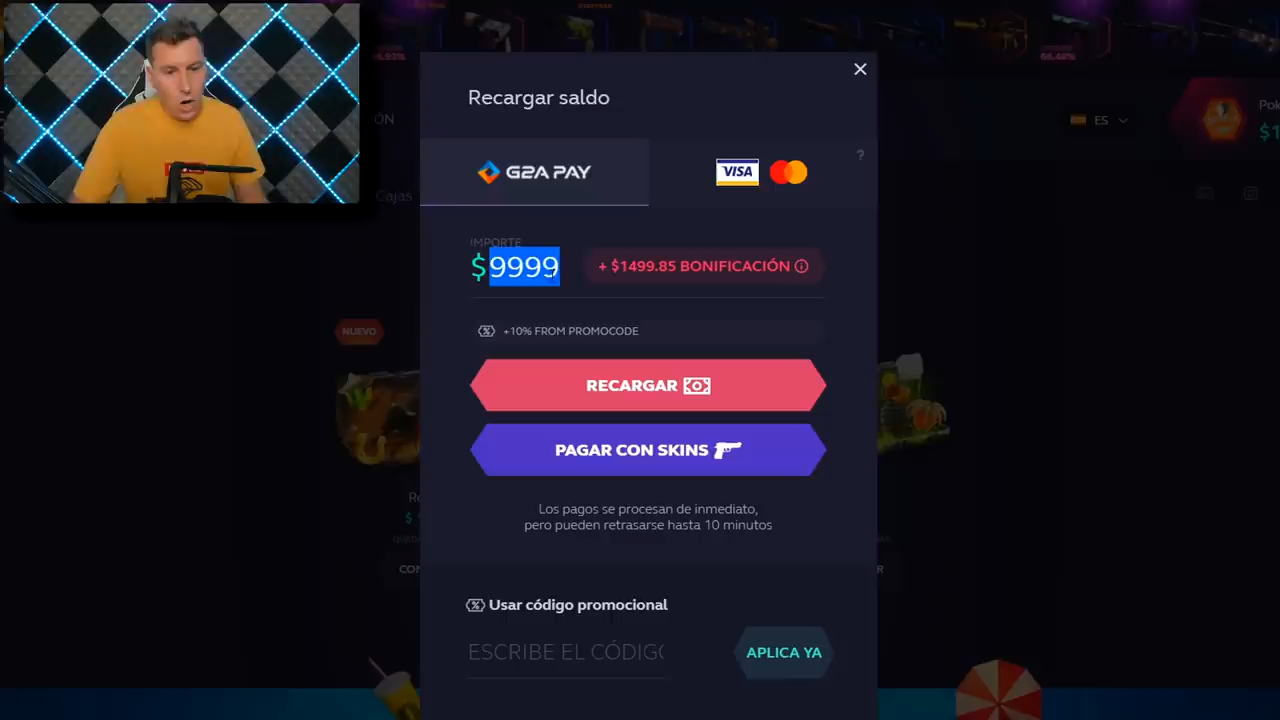 Recargar saldo
ÓN
ES
G2A PAY
VISA
?
Cajas
IMPORTE
$9999
+ $1499.85 BONIFICACIÓN
+10% FROM PROMOCODE
NUEVO
RECARGAR
PAGAR CON SKINS
Los pagos se procesan de inmediato,
pero pueden retrasarse hasta 10 minutos
Usar código promocional
ESCRIBE EL CÓDIGO
APLICA YA